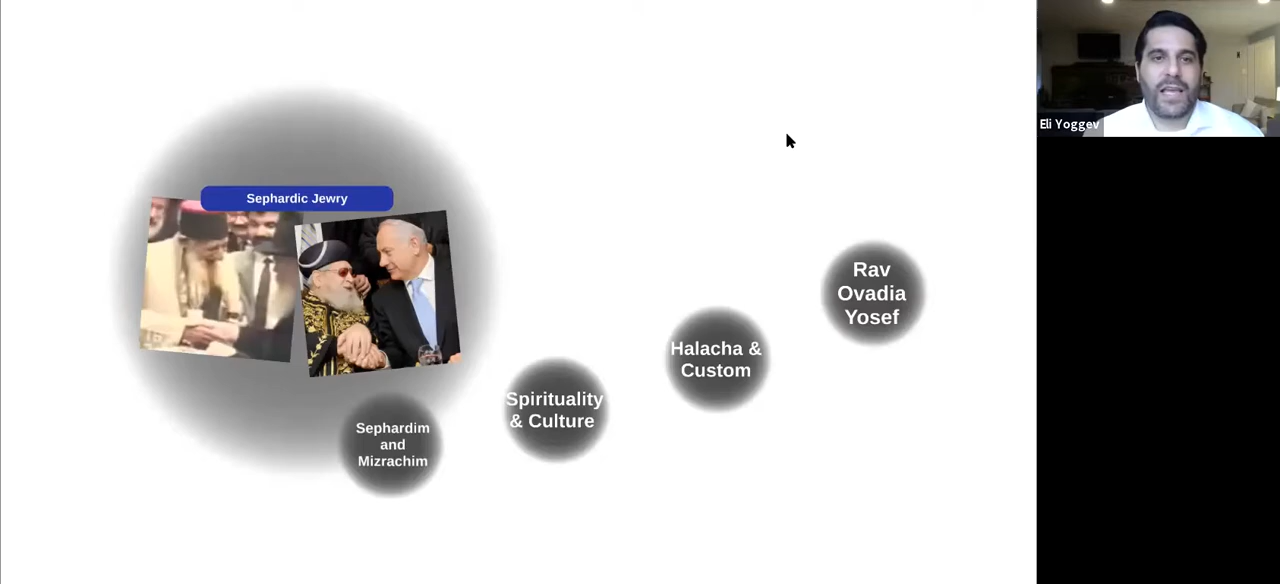 Sephardic Jewry
Sephardim
and
Mizrachim
Spirituality
& Culture
Halacha &
Custom
Rav
Ovadia
Yosef
Eli Yoggev